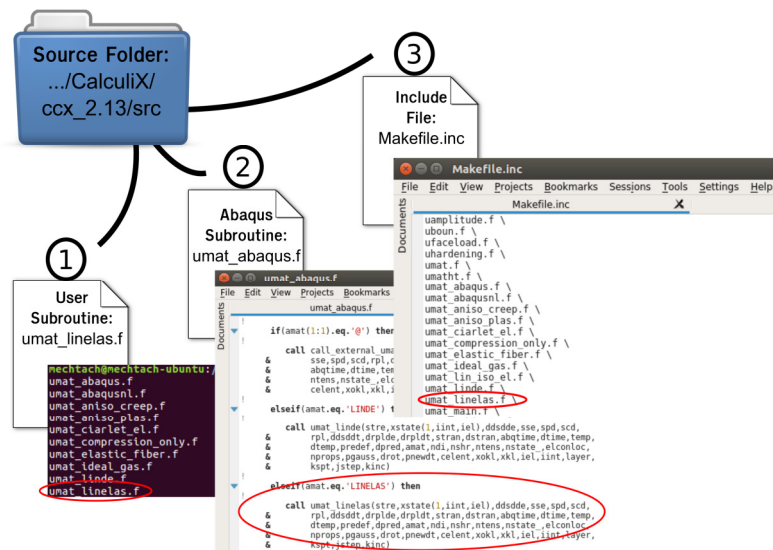 Source Folder:
.../CalculiX/
ccx_2.13/src
3
Include
File:
Makefile.inc
2
Abaqus
Subroutine:
umat_abaqus.f
1
User
Subroutine:
umat_linelas.f
mechtach@mechtach-ubuntu:/
umat_abaqus.f
umat_abaqusnl.f
umat_aniso_creep.f
umat_aniso_plas.f
umat_ciarlet_el.f
umat_compression_only.f
umat_elastic_fiber.f
umat_ideal_gas.f
umat_linde.f
umat_linelas.f
umat_abaqus.f
File Edit View Projects Bookmarks
Documents
umat_abaqus.f
!
if(amat(1:1).eq.'@') then
!
call call_external_uma
& sse,spd,scd,rpl,
& abqtime,dtime,tem
& ntens,nstate_,elc
& celent,xokl,xkl,i
!
elseif(amat.eq.'LINDE') t
!
call umat_linde(stre,xstate(1,iint,iel),ddsdde,sse,spd,scd,
& rpl,ddsddt,drplde,drpldt,stran,dstran,abqtime,dtime,temp,
& dtemp,predef,dpred,amat,ndi,nshr,ntens,nstate_,elconloc,
& nprops,pgauss,drot,pnewdt,celent,xokl,xkl,iel,iint,layer,
& kspt,jstep,kinc)
!
elseif(amat.eq.'LINELAS') then
!
call umat_linelas(stre,xstate(1,iint,iel),ddsdde,sse,spd,scd,
& rpl,ddsddt,drplde,drpldt,stran,dstran,abqtime,dtime,temp,
& dtemp,predef,dpred,amat,ndi,nshr,ntens,nstate_,elconloc,
& nprops,pgauss,drot,pnewdt,celent,xokl,xkl,iel,iint,layer,
& kspt,jstep,kinc)
Makefile.inc
File Edit View Projects Bookmarks Sessions Tools Settings Help
Documents
Makefile.inc
uamplitude.f \
uboun.f \
ufaceload.f \
uhardening.f \
umat.f \
umatht.f \
umat_abaqus.f \
umat_abaqusnl.f \
umat_aniso_creep.f \
umat_aniso_plas.f \
umat_ciarlet_el.f \
umat_compression_only.f \
umat_elastic_fiber.f \
umat_ideal_gas.f \
umat_lin_iso_el.f \
umat_linde.f \
umat_linelas.f \
umat_main.f \